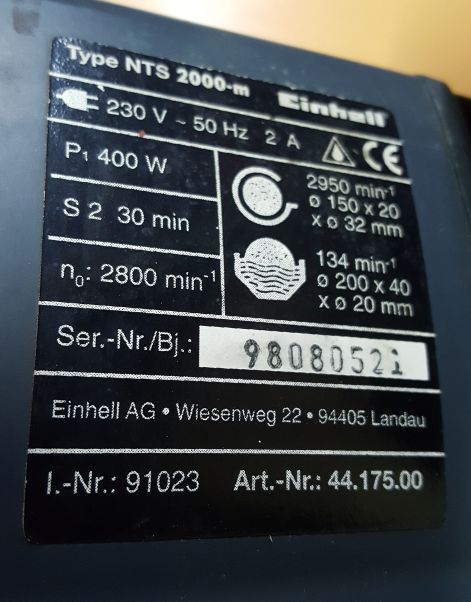 Type NTS 2000-m Einhell
230 V ~ 50 Hz 2 A CE
P1 400 W
S 2 30 min
n0: 2800 min-1
2950 min-1
ø 150 x 20
x ø 32 mm
134 min-1
ø 200 x 40
x ø 20 mm
Ser.-Nr./Bj.: 98080521
Einhell AG • Wiesenweg 22 • 94405 Landau
I.-Nr.: 91023 Art.-Nr.: 44.175.00